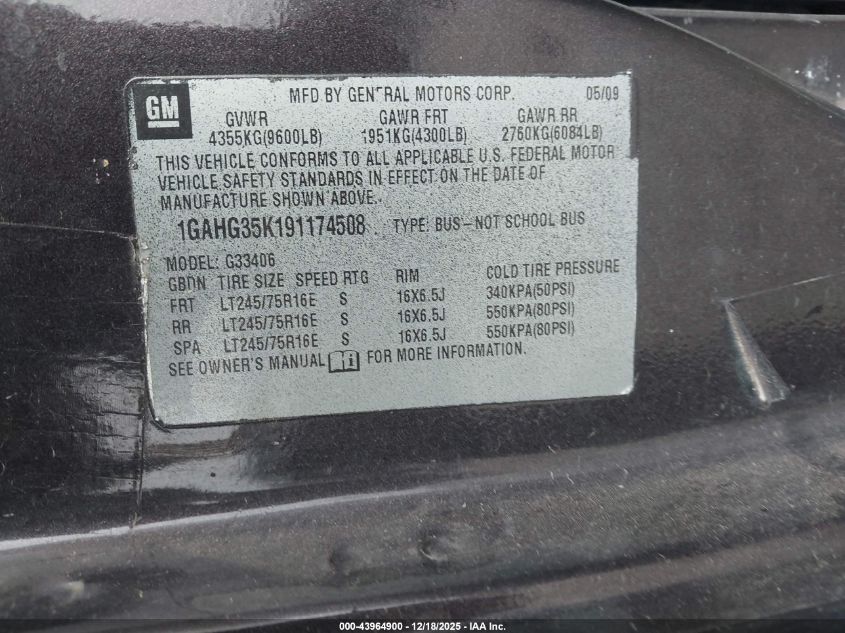 GM
MFD BY GENERAL MOTORS CORP. 05/09
GVWR GAWR FRT GAWR RR
4355KG(9600LB) 1951KG(4300LB) 2760KG(6084LB)
THIS VEHICLE CONFORMS TO ALL APPLICABLE U.S. FEDERAL MOTOR
VEHICLE SAFETY STANDARDS IN EFFECT ON THE DATE OF
MANUFACTURE SHOWN ABOVE.
1GAHG35K191174508 TYPE: BUS-NOT SCHOOL BUS
MODEL: G33406
GBDN TIRE SIZE SPEED RTG RIM COLD TIRE PRESSURE
FRT LT245/75R16E S 16X6.5J 340KPA(50PSI)
RR LT245/75R16E S 16X6.5J 550KPA(80PSI)
SPA LT245/75R16E S 16X6.5J 550KPA(80PSI)
SEE OWNER'S MANUAL FOR MORE INFORMATION.
000-43964900 - 12/18/2025 - IAA Inc.